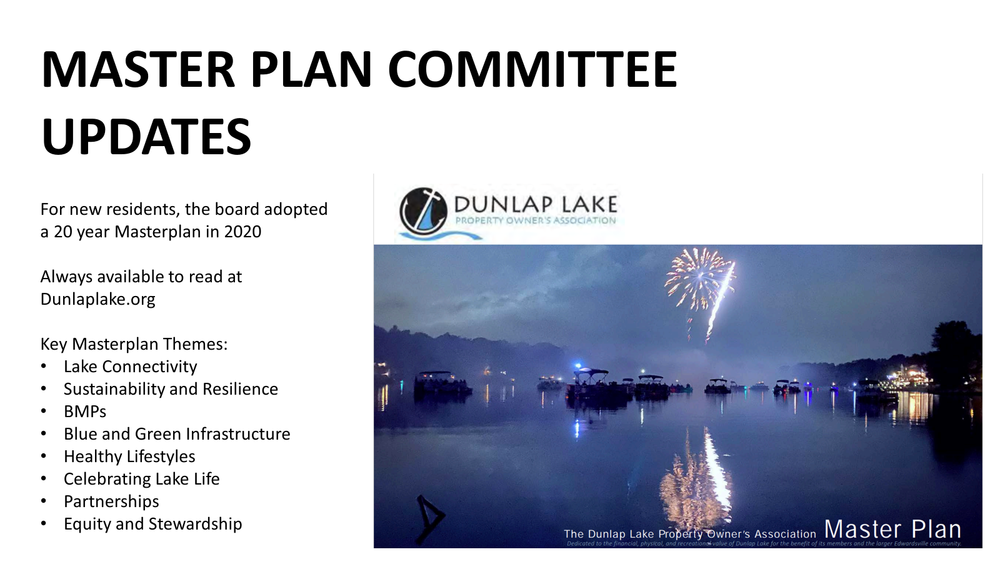 MASTER PLAN COMMITTEE
UPDATES
For new residents, the board adopted
a 20 year Masterplan in 2020
Always available to read at
Dunlaplake.org
Key Masterplan Themes:
• Lake Connectivity
• Sustainability and Resilience
• BMPs
• Blue and Green Infrastructure
• Healthy Lifestyles
• Celebrating Lake Life
• Partnerships
• Equity and Stewardship
DUNLAP LAKE
PROPERTY OWNER'S ASSOCIATION
The Dunlap Lake Property Owner's Association Master Plan
Dedicated to the financial, physical, and recreational value of Dunlap Lake for the benefit of its members and the larger Edwardsville community.